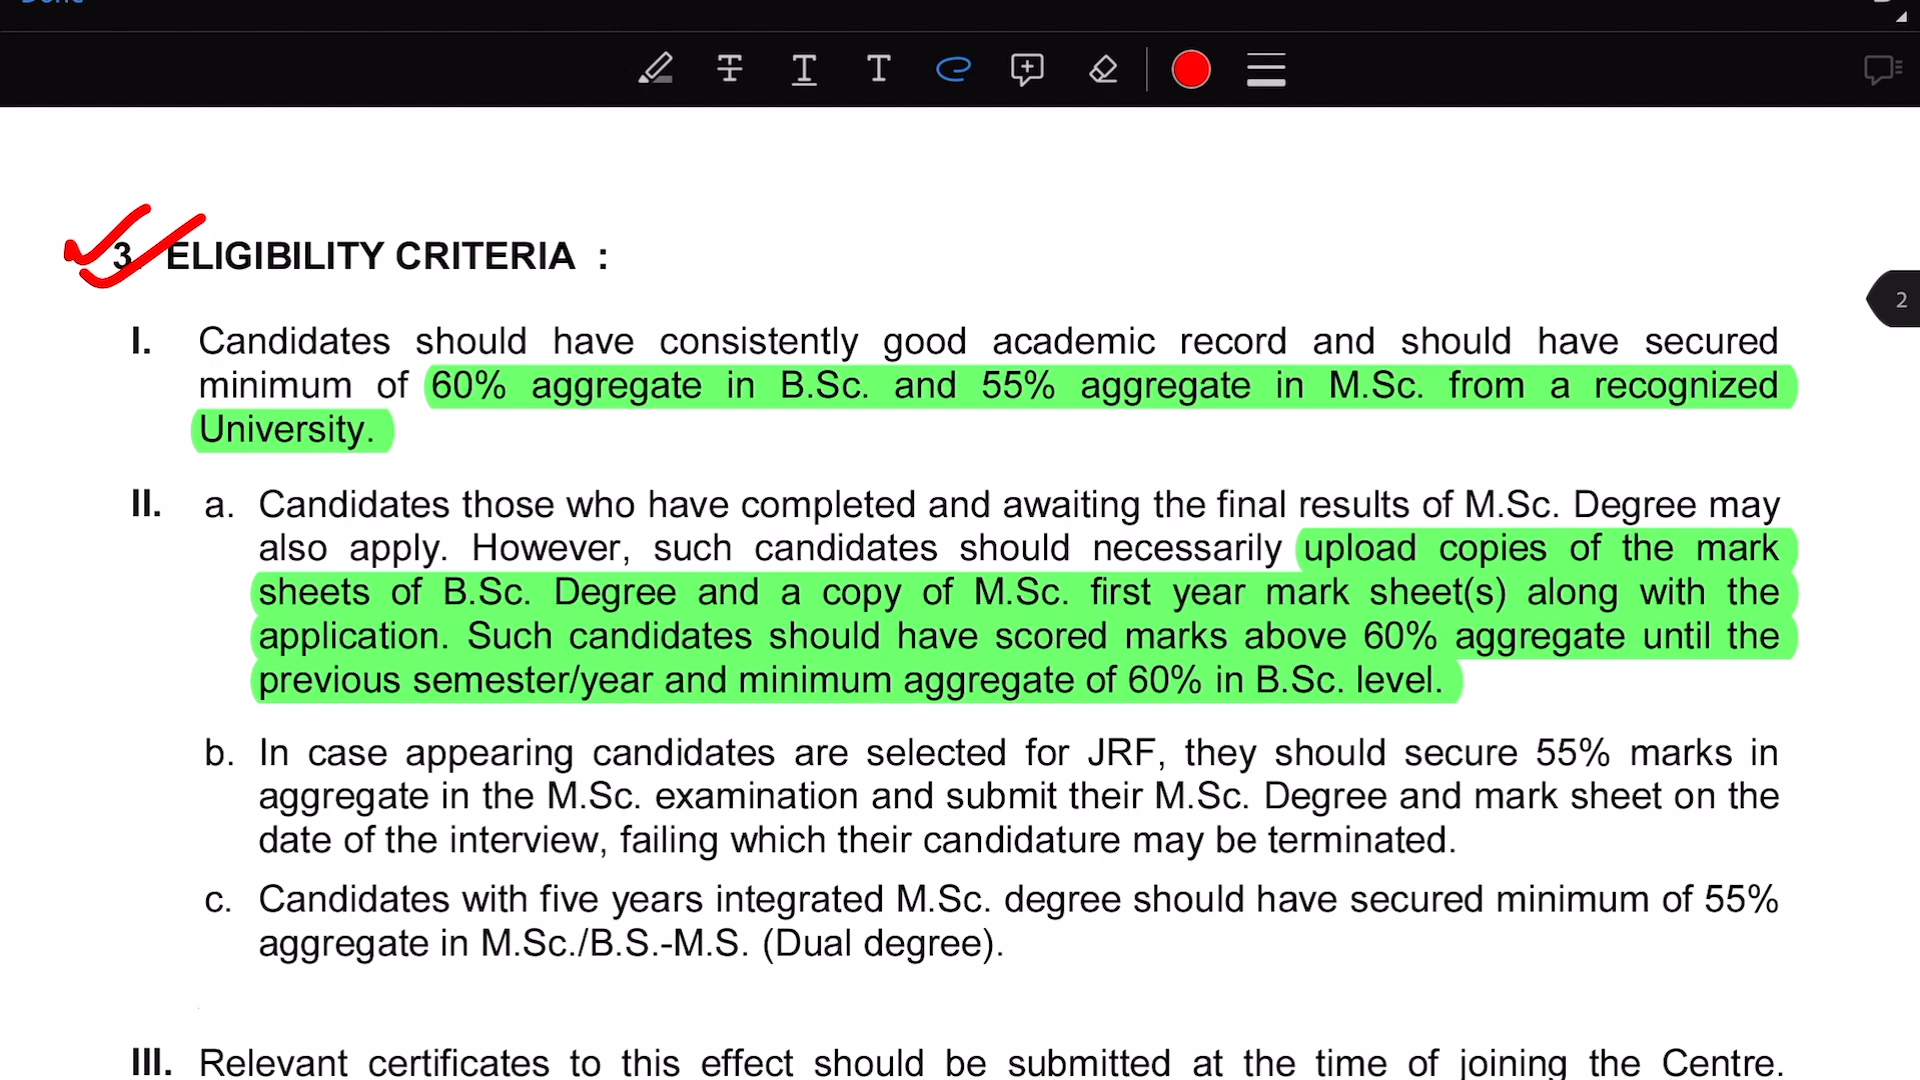 2
3. ELIGIBILITY CRITERIA :
I. Candidates should have consistently good academic record and should have secured
minimum of 60% aggregate in B.Sc. and 55% aggregate in M.Sc. from a recognized
University.
II. a. Candidates those who have completed and awaiting the final results of M.Sc. Degree may
also apply. However, such candidates should necessarily upload copies of the mark
sheets of B.Sc. Degree and a copy of M.Sc. first year mark sheet(s) along with the
application. Such candidates should have scored marks above 60% aggregate until the
previous semester/year and minimum aggregate of 60% in B.Sc. level.
b. In case appearing candidates are selected for JRF, they should secure 55% marks in
aggregate in the M.Sc. examination and submit their M.Sc. Degree and mark sheet on the
date of the interview, failing which their candidature may be terminated.
c. Candidates with five years integrated M.Sc. degree should have secured minimum of 55%
aggregate in M.Sc./B.S.-M.S. (Dual degree).
III. Relevant certificates to this effect should be submitted at the time of joining the Centre.